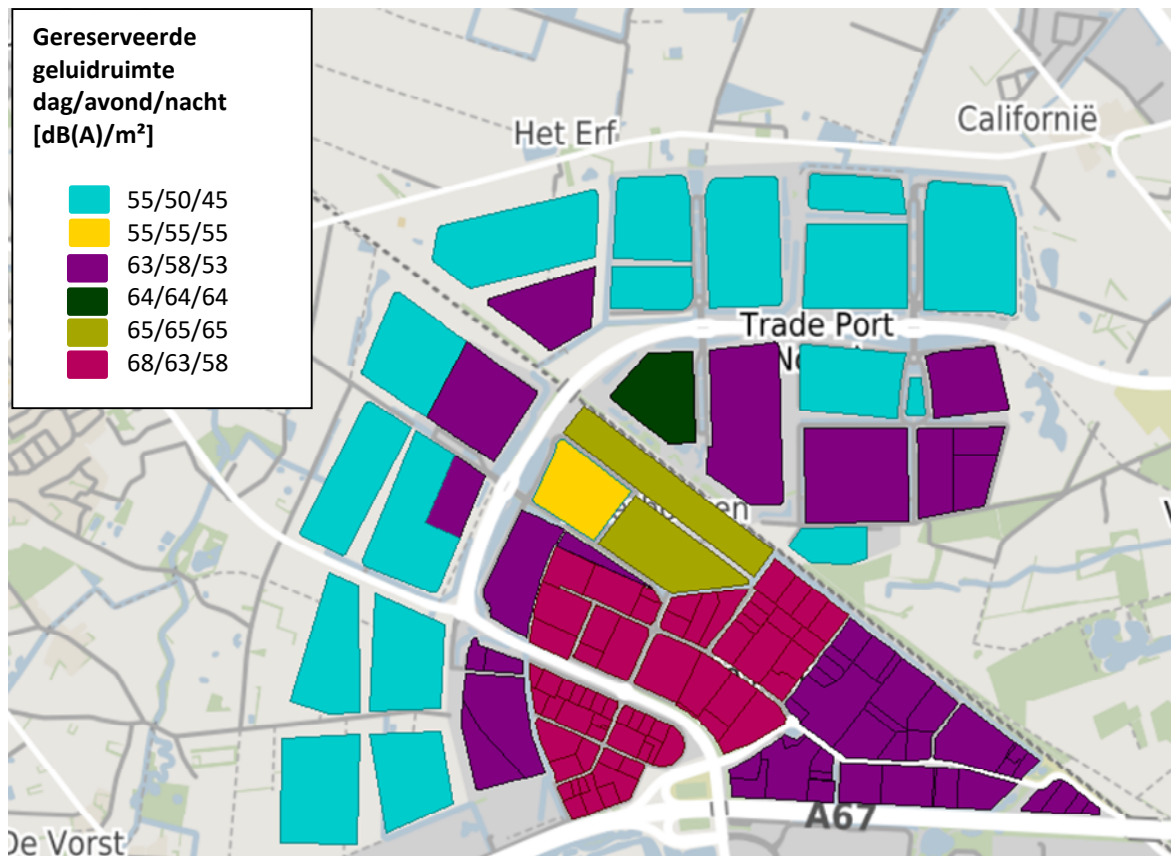 Gereserveerde
geluidruimte
dag/avond/nacht
[dB(A)/m²]
55/50/45
55/55/55
63/58/53
64/64/64
65/65/65
68/63/58
Het Erf
Californië
Trade Port
A67
De Vorst